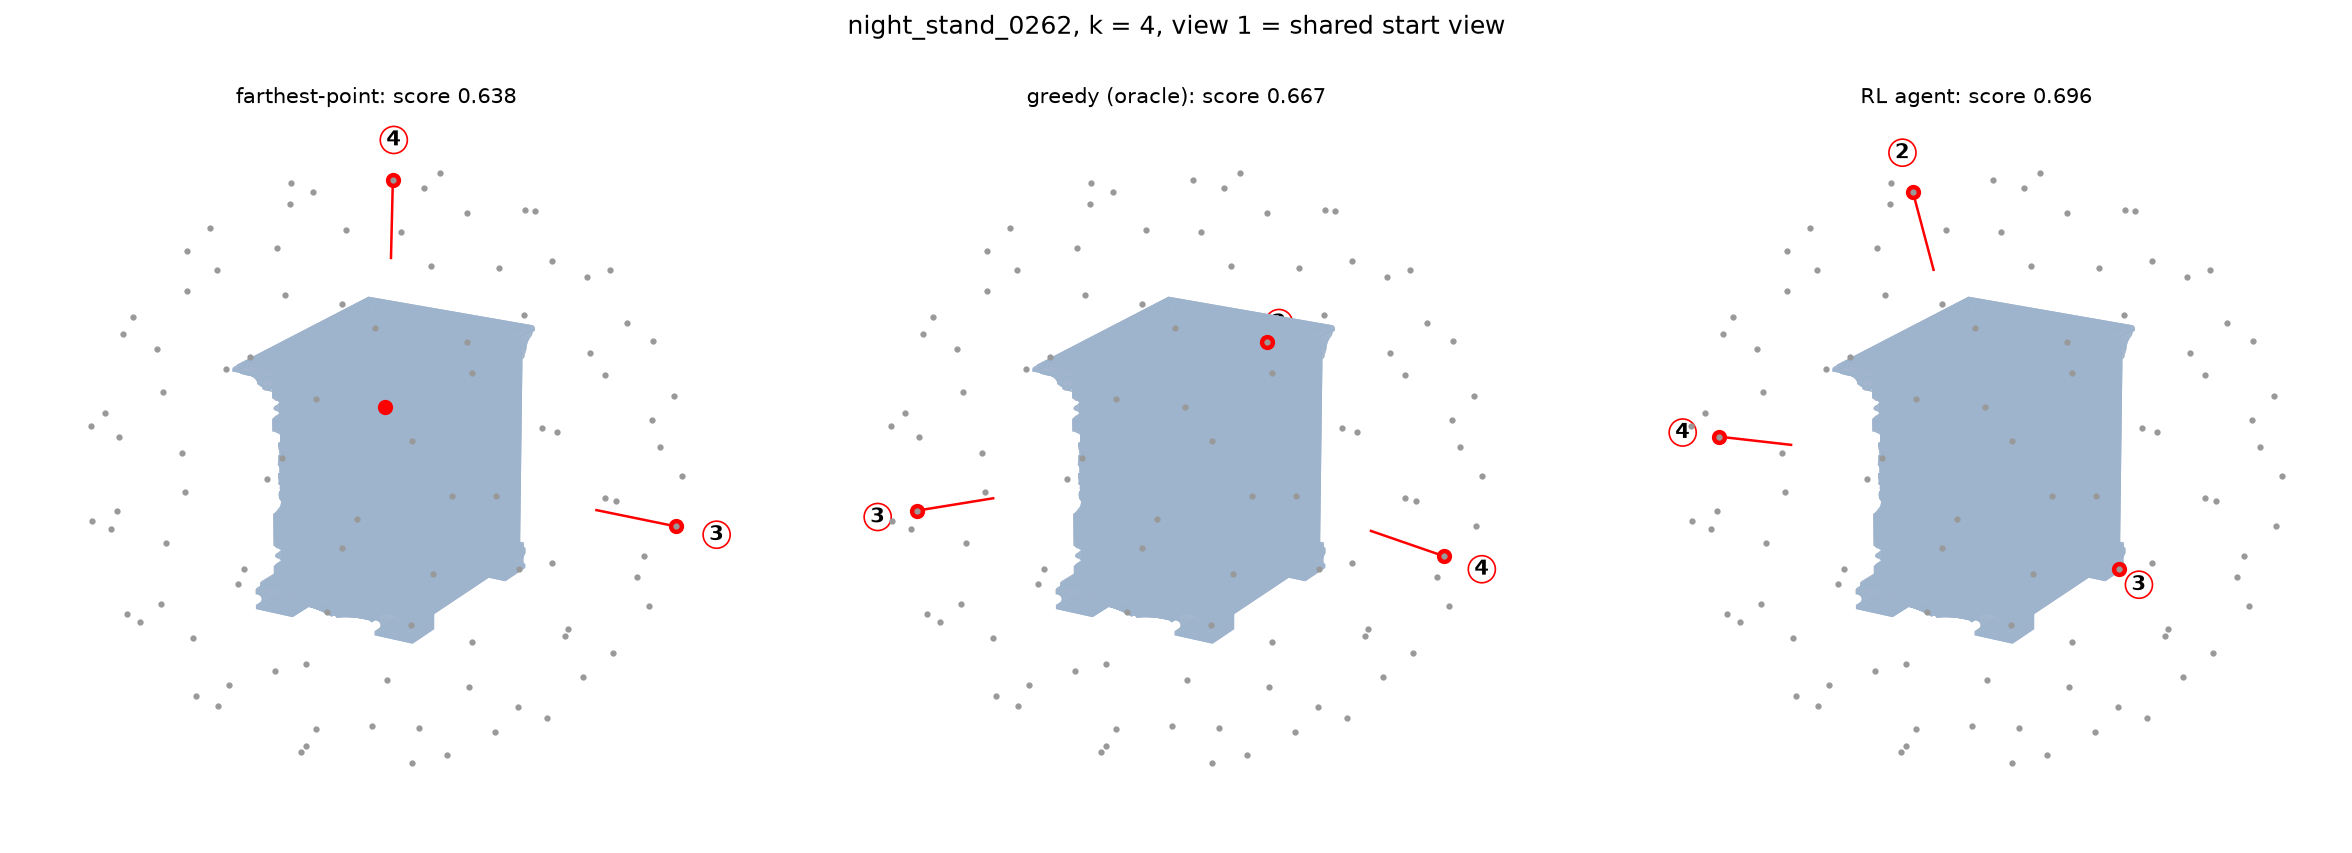 night_stand_0262, k = 4, view 1 = shared start view
farthest-point: score 0.638
greedy (oracle): score 0.667
RL agent: score 0.696
4
3
3
4
2
4
3